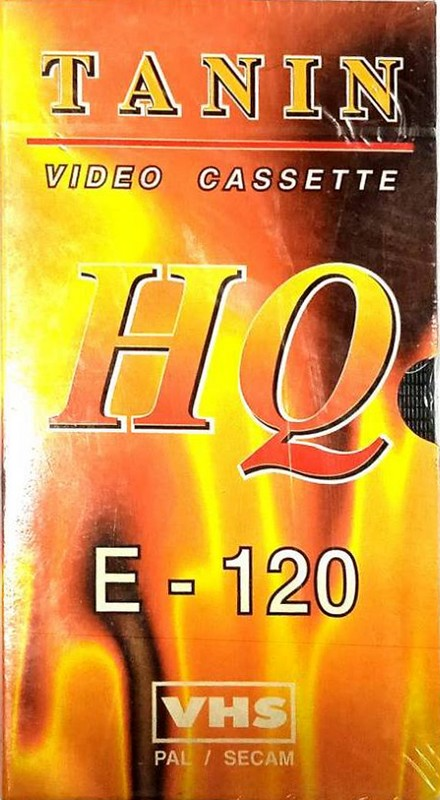 TANIN
VIDEO CASSETTE
HQ
E - 120
VHS
PAL / SECAM